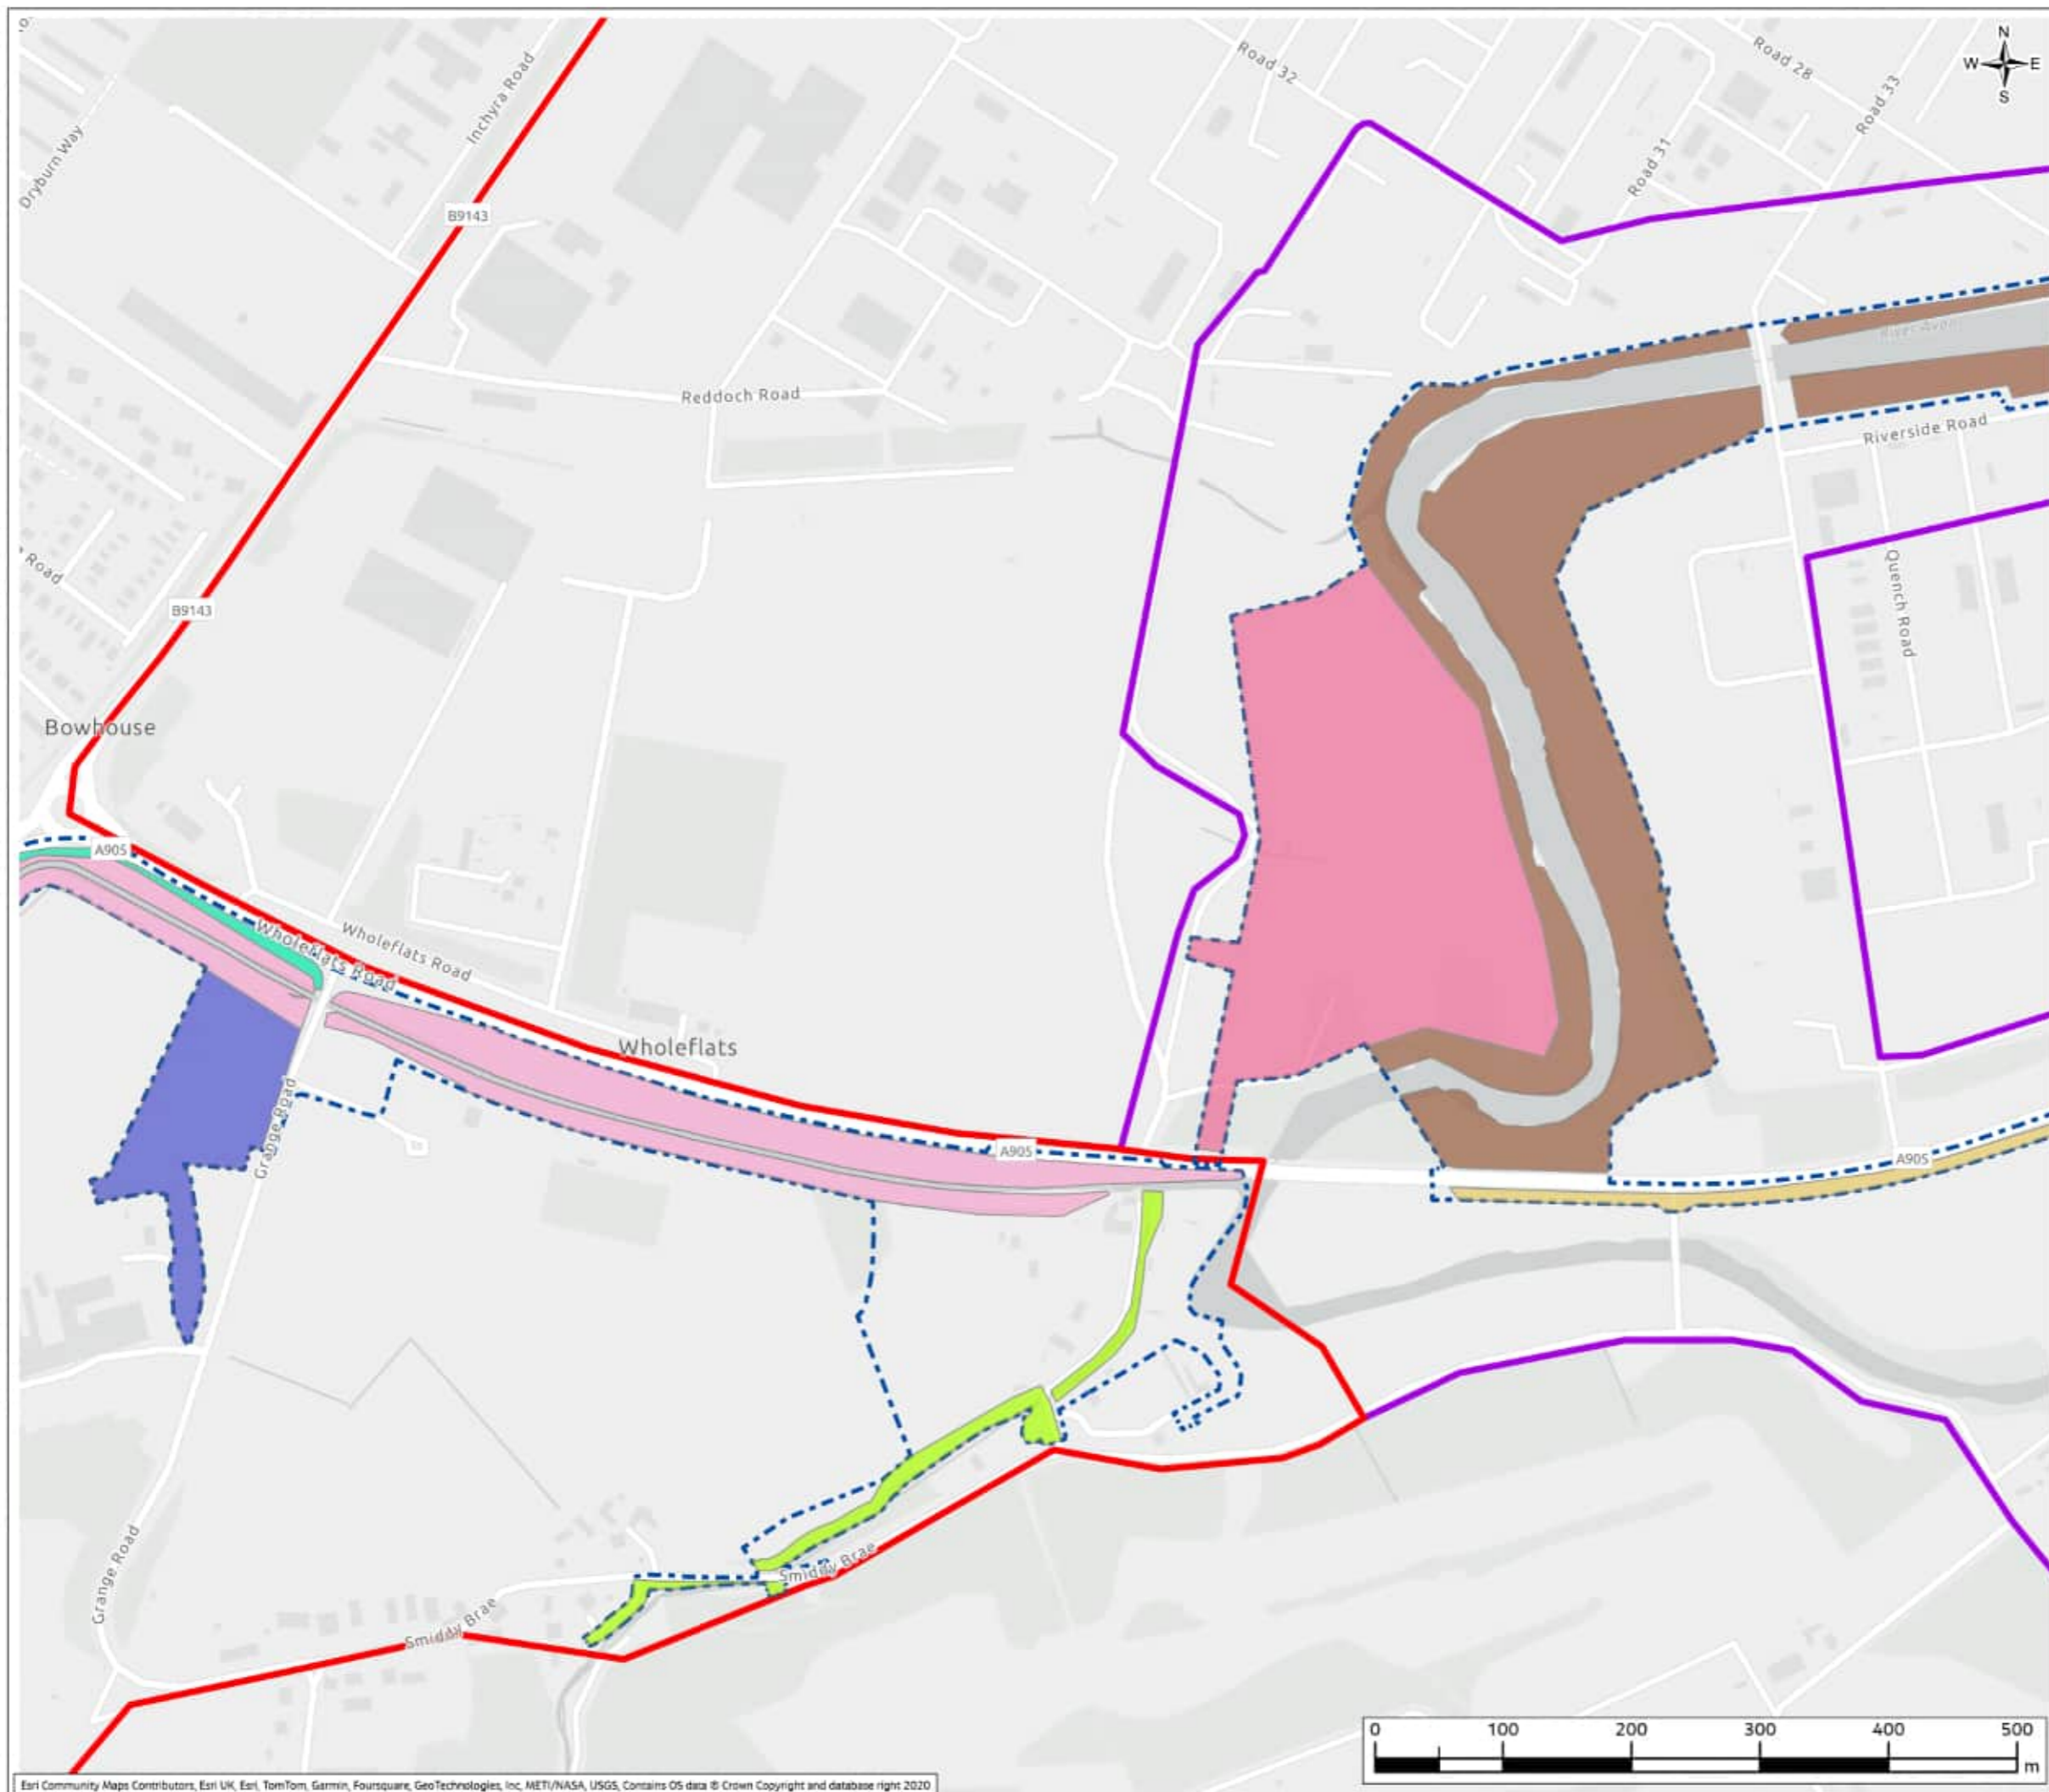 Road 32
Road 28
N
W E
S
Inchyra Road
Road 33
Dryburn Way
Road 31
B9143
River Avon
Reddoch Road
Riverside Road
Road
B9143
Quench Road
Bowhouse
A905
Wholeflats Road
Wholeflats Road
Wholeflats
Grange Road
A905
A905
Smiddy Brae
Grange Road
Smiddy Brae
0 100 200 300 400 500
m
Esri Community Maps Contributors, Esri UK, Esri, TomTom, Garmin, Foursquare, GeoTechnologies, Inc, METI/NASA, USGS, Contains OS data © Crown Copyright and database right 2020